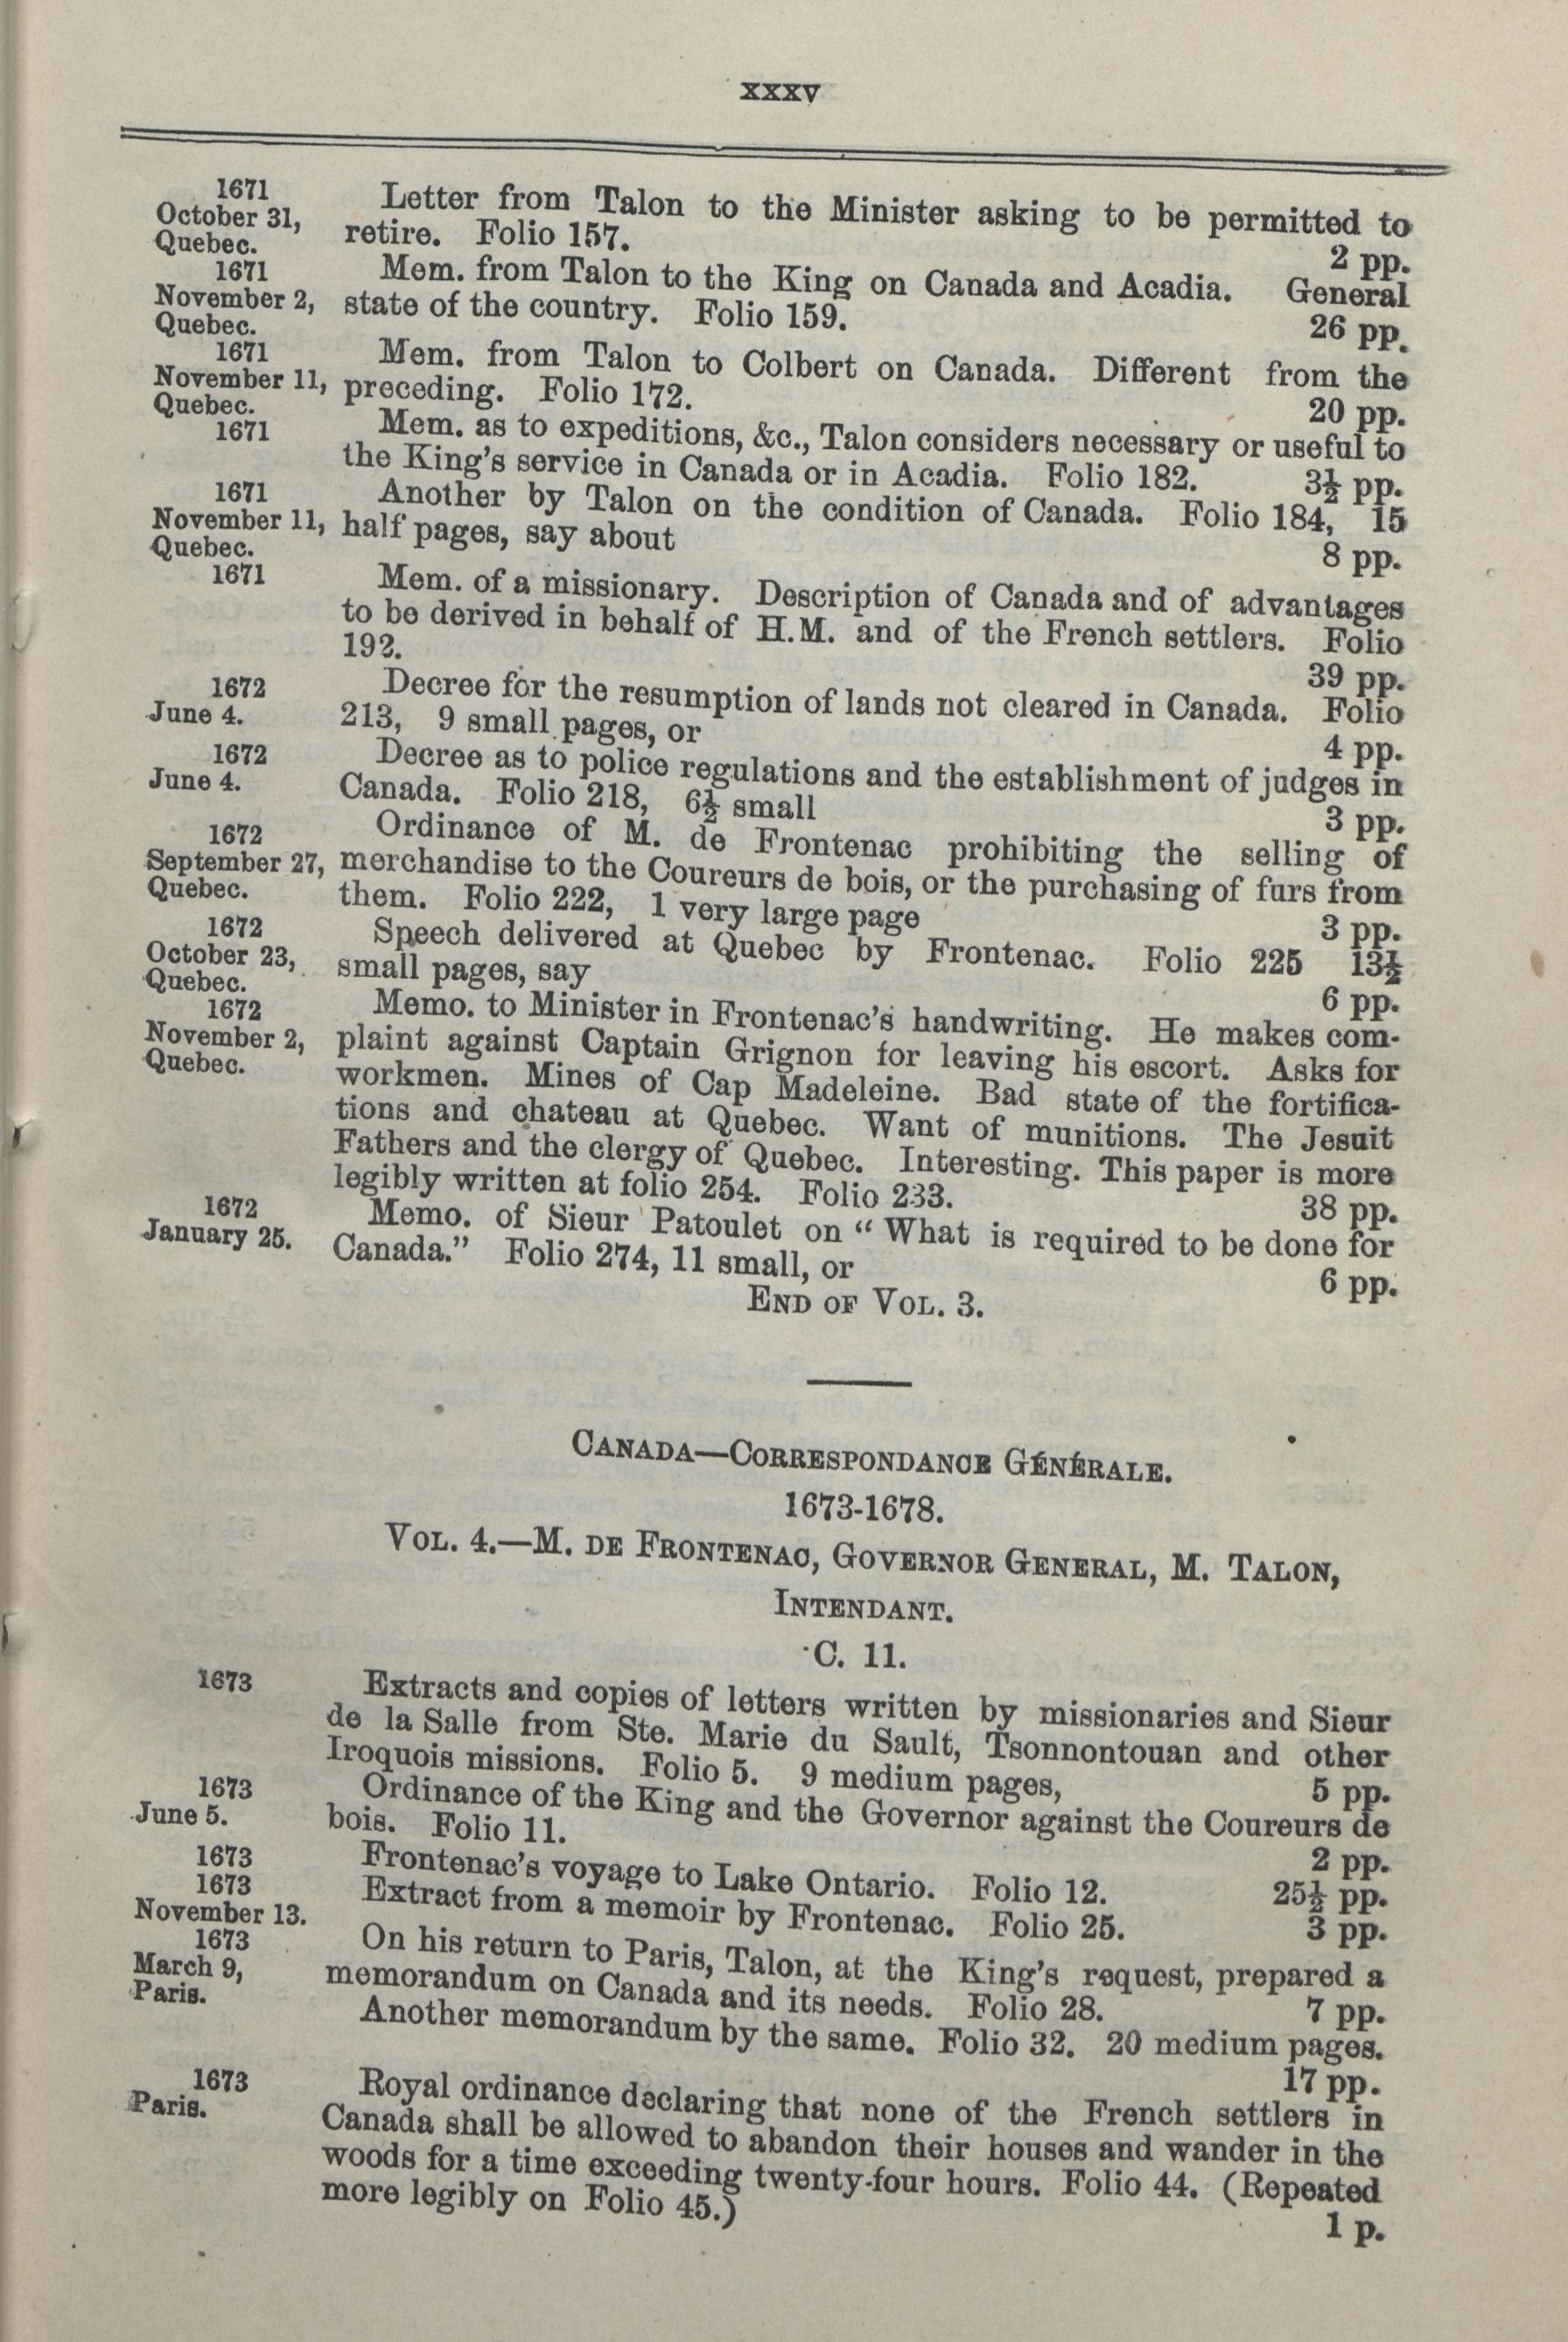 xxxv
1671
October 31,
Quebec.
Letter from Talon to the Minister asking to be permitted to
retire. Folio 157.
2 pp.
1671
November 2,
Quebec.
Mem. from Talon to the King on Canada and Acadia. General
state of the country. Folio 159.
26 pp.
1671
November 11,
Quebec.
Mem. from Talon to Colbert on Canada. Different from the
preceding. Folio 172.
20 pp.
1671
Mem. as to expeditions, &c., Talon considers necessary or useful to
the King's service in Canada or in Acadia. Folio 182. 3½ pp.
1671
November 11,
Quebec.
Another by Talon on the condition of Canada. Folio 184, 15
half pages, say about
8 pp.
1671
Mem. of a missionary. Description of Canada and of advantages
to be derived in behalf of H.M. and of the French settlers. Folio
192.
39 pp.
1672
June 4.
Decree for the resumption of lands not cleared in Canada. Folio
213, 9 small pages, or
4 pp.
1672
June 4.
Decree as to police regulations and the establishment of judges in
Canada. Folio 218, 6½ small
3 pp.
1672
September 27,
Quebec.
Ordinance of M. de Frontenac prohibiting the selling of
merchandise to the Coureurs de bois, or the purchasing of furs from
them. Folio 222, 1 very large page
3 pp.
1672
October 23,
Quebec.
Speech delivered at Quebec by Frontenac. Folio 225 13½
small pages, say
6 pp.
1672
November 2,
Quebec.
Memo. to Minister in Frontenac's handwriting. He makes com-
plaint against Captain Grignon for leaving his escort. Asks for
workmen. Mines of Cap Madeleine. Bad state of the fortifica-
tions and chateau at Quebec. Want of munitions. The Jesuit
Fathers and the clergy of Quebec. Interesting. This paper is more
legibly written at folio 254. Folio 233.
38 pp.
1672
January 25.
Memo. of Sieur Patoulet on "What is required to be done for
Canada." Folio 274, 11 small, or
6 pp.
END OF VOL. 3.
CANADA—CORRESPONDANCE GÉNÉRALE.
1673-1678.
VOL. 4.—M. DE FRONTENAC, GOVERNOR GENERAL, M. TALON,
INTENDANT.
C. 11.
1673
Extracts and copies of letters written by missionaries and Sieur
de la Salle from Ste. Marie du Sault, Tsonnontouan and other
Iroquois missions. Folio 5. 9 medium pages,
5 pp.
1673
June 5.
Ordinance of the King and the Governor against the Coureurs de
bois. Folio 11.
2 pp.
1673
Frontenac's voyage to Lake Ontario. Folio 12. 25½ pp.
1673
November 13.
Extract from a memoir by Frontenac. Folio 25. 3 pp.
1673
March 9,
Paris.
On his return to Paris, Talon, at the King's request, prepared a
memorandum on Canada and its needs. Folio 28. 7 pp.
Another memorandum by the same. Folio 32. 20 medium pages.
17 pp.
1673
Paris.
Royal ordinance declaring that none of the French settlers in
Canada shall be allowed to abandon their houses and wander in the
woods for a time exceeding twenty-four hours. Folio 44. (Repeated
more legibly on Folio 45.)
1 p.